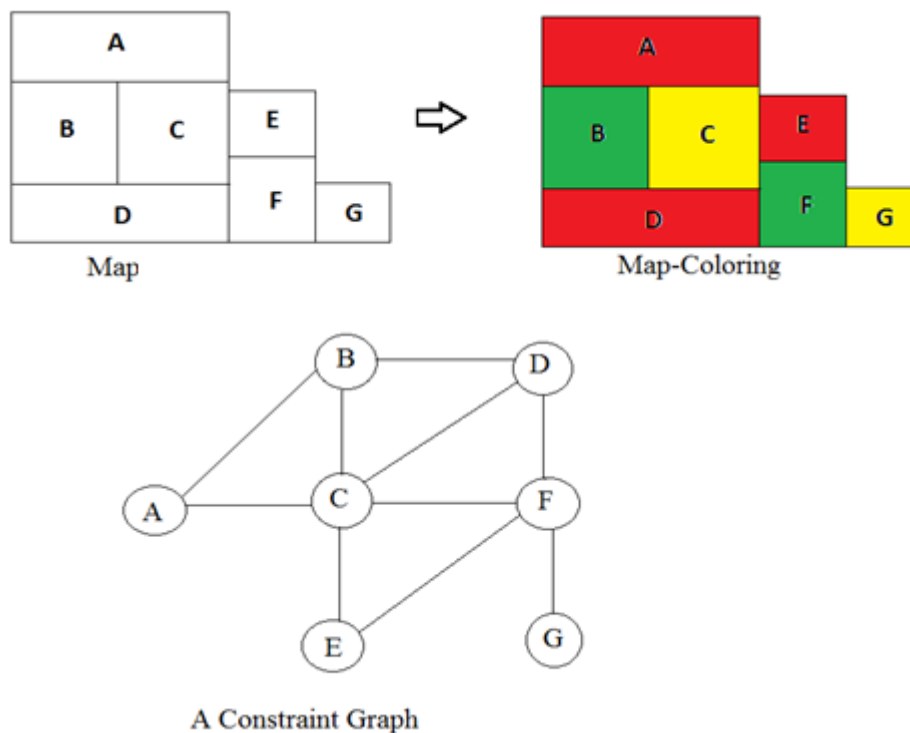 A
B C E
D F G
Map
A
B C E
D F G
Map-Coloring
B D
A C F
E G
A Constraint Graph